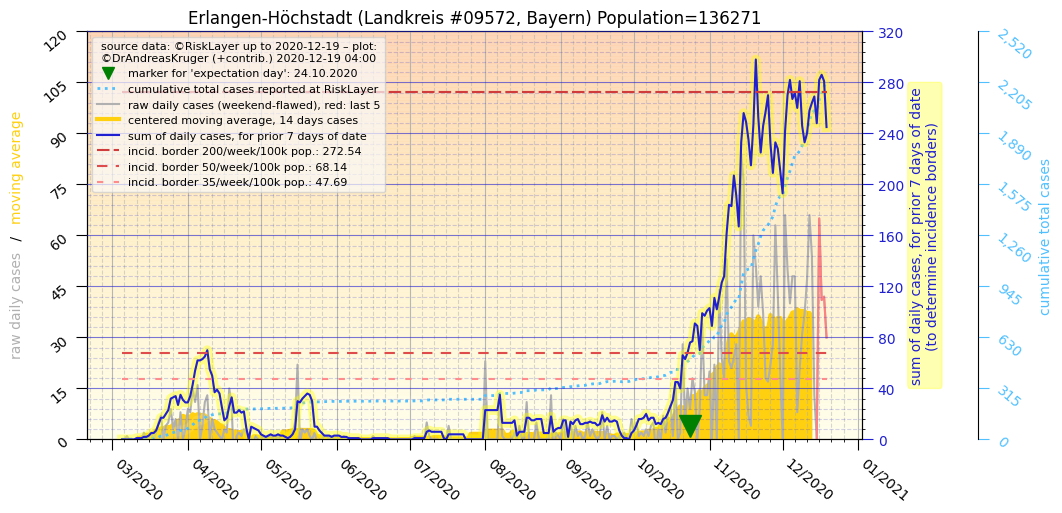 Erlangen-Höchstadt (Landkreis #09572, Bayern) Population=136271
source data: ©RiskLayer up to 2020-12-19 – plot:
©DrAndreasKruger (+contrib.) 2020-12-19 04:00
marker for 'expectation day': 24.10.2020
cumulative total cases reported at RiskLayer
raw daily cases (weekend-flawed), red: last 5
centered moving average, 14 days cases
sum of daily cases, for prior 7 days of date
incid. border 200/week/100k pop.: 272.54
incid. border 50/week/100k pop.: 68.14
incid. border 35/week/100k pop.: 47.69
raw daily cases / moving average
120
105
90
75
60
45
30
15
0
320
280
240
200
160
120
80
40
0
sum of daily cases, for prior 7 days of date
(to determine incidence borders)
2,520
2,205
1,890
1,575
1,260
945
630
315
0
cumulative total cases
03/2020
04/2020
05/2020
06/2020
07/2020
08/2020
09/2020
10/2020
11/2020
12/2020
01/2021